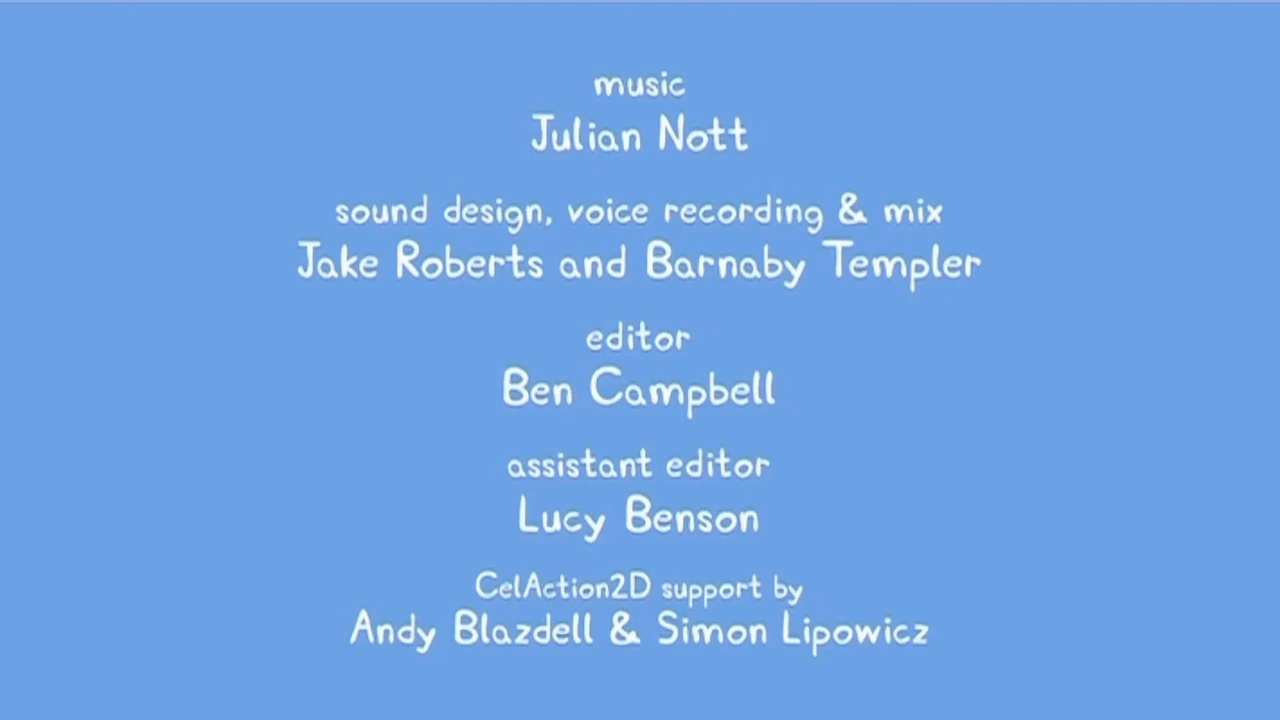 music
Julian Nott
sound design, voice recording & mix
Jake Roberts and Barnaby Templer
editor
Ben Campbell
assistant editor
Lucy Benson
CelAction2D support by
Andy Blazdell & Simon Lipowicz